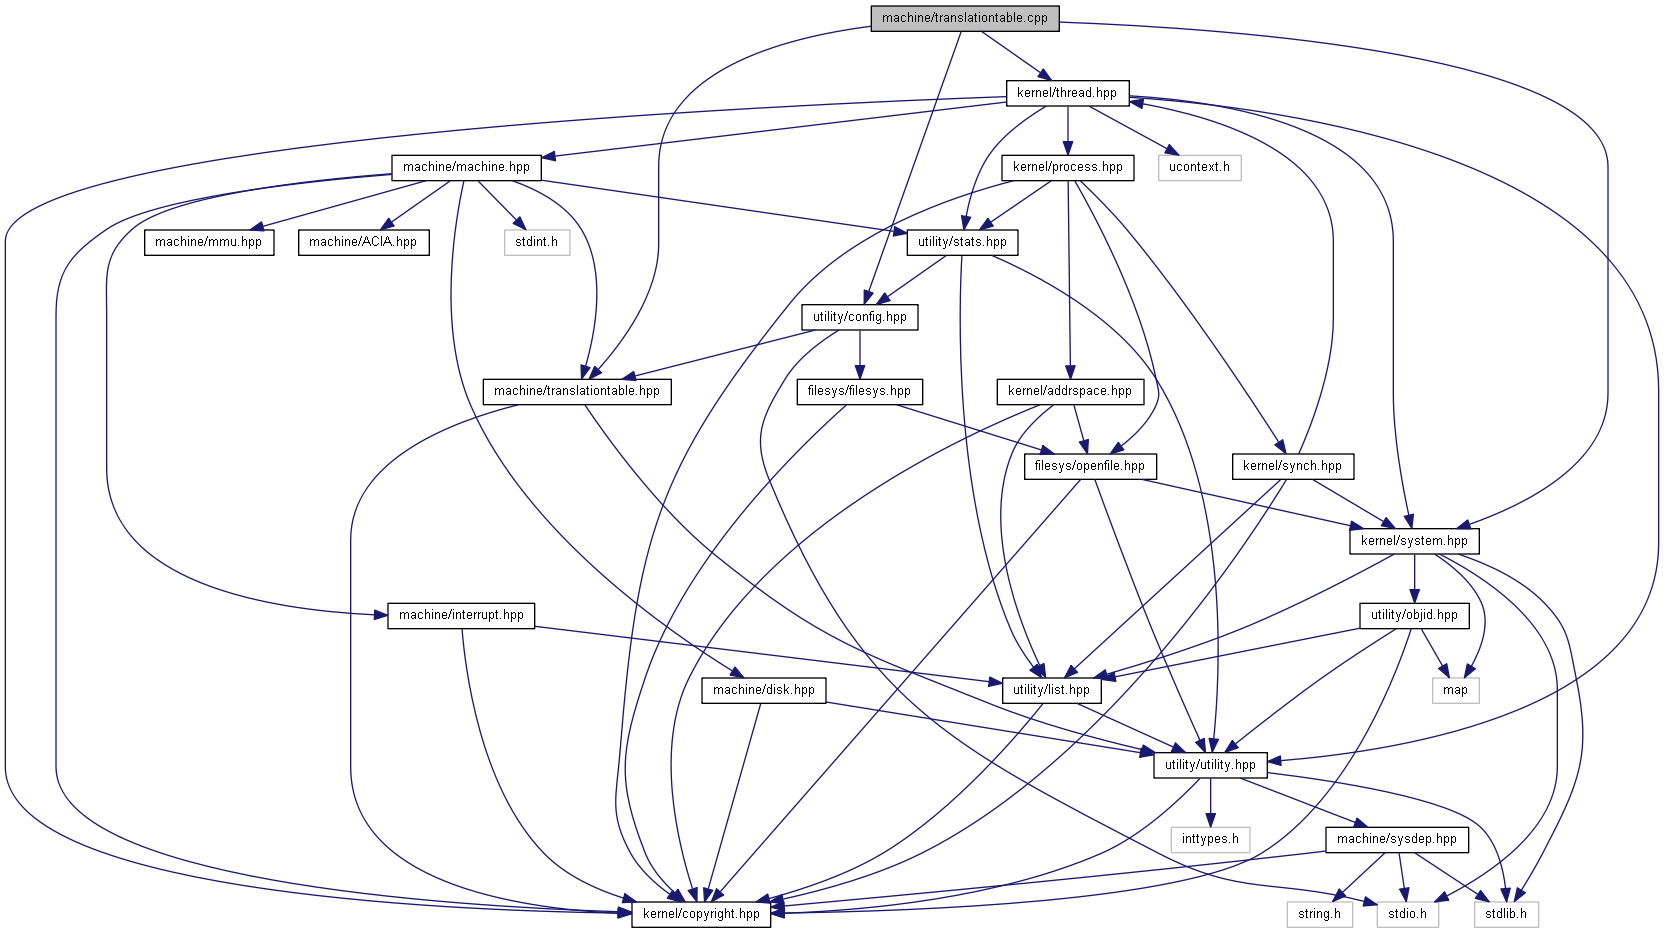 machine/translationtable.cpp
kernel/thread.hpp
machine/machine.hpp
kernel/process.hpp
ucontext.h
machine/mmu.hpp
machine/ACIA.hpp
stdint.h
utility/stats.hpp
utility/config.hpp
machine/translationtable.hpp
filesys/filesys.hpp
kernel/addrspace.hpp
filesys/openfile.hpp
kernel/synch.hpp
kernel/system.hpp
machine/interrupt.hpp
utility/objid.hpp
machine/disk.hpp
utility/list.hpp
map
utility/utility.hpp
inttypes.h
machine/sysdep.hpp
kernel/copyright.hpp
string.h
stdio.h
stdlib.h